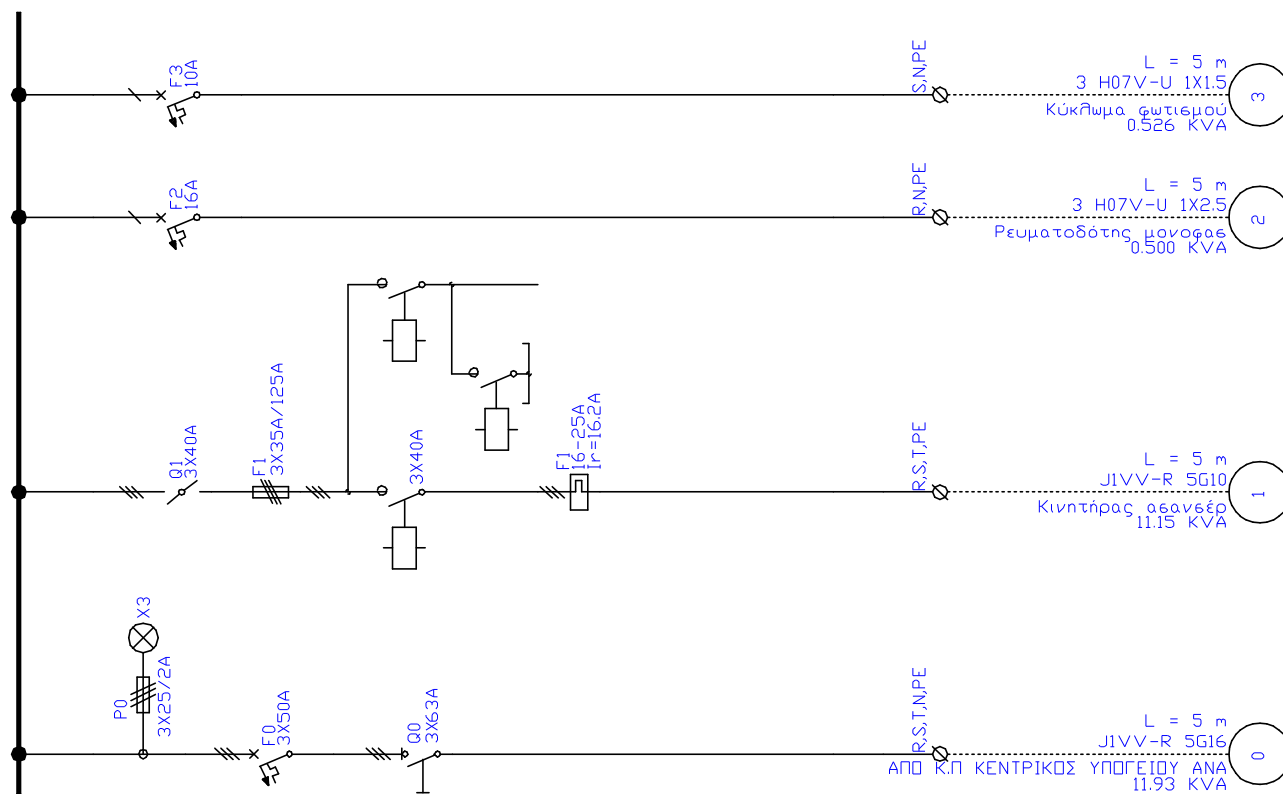 F3
10A
S,N,PE
L = 5 m
3 H07V-U 1X1.5
Κύκλωμα φωτισμού
0.526 KVA
3
F2
16A
R,N,PE
L = 5 m
3 H07V-U 1X2.5
Ρευματοδότης μονοφας
0.500 KVA
2
Q1
3X40A
F1
3X35A/125A
3X40A
F1
16-25A
Ir=16.2A
R,S,T,PE
L = 5 m
J1VV-R 5G10
Κινητήρας ασανσέρ
11.15 KVA
1
X3
P0
3X25/2A
F0
3X50A
Q0
3X63A
R,S,T,N,PE
L = 5 m
J1VV-R 5G16
ΑΠΟ Κ.Π ΚΕΝΤΡΙΚΟΣ ΥΠΟΓΕΙΟΥ ΑΝΑ
11.93 KVA
0